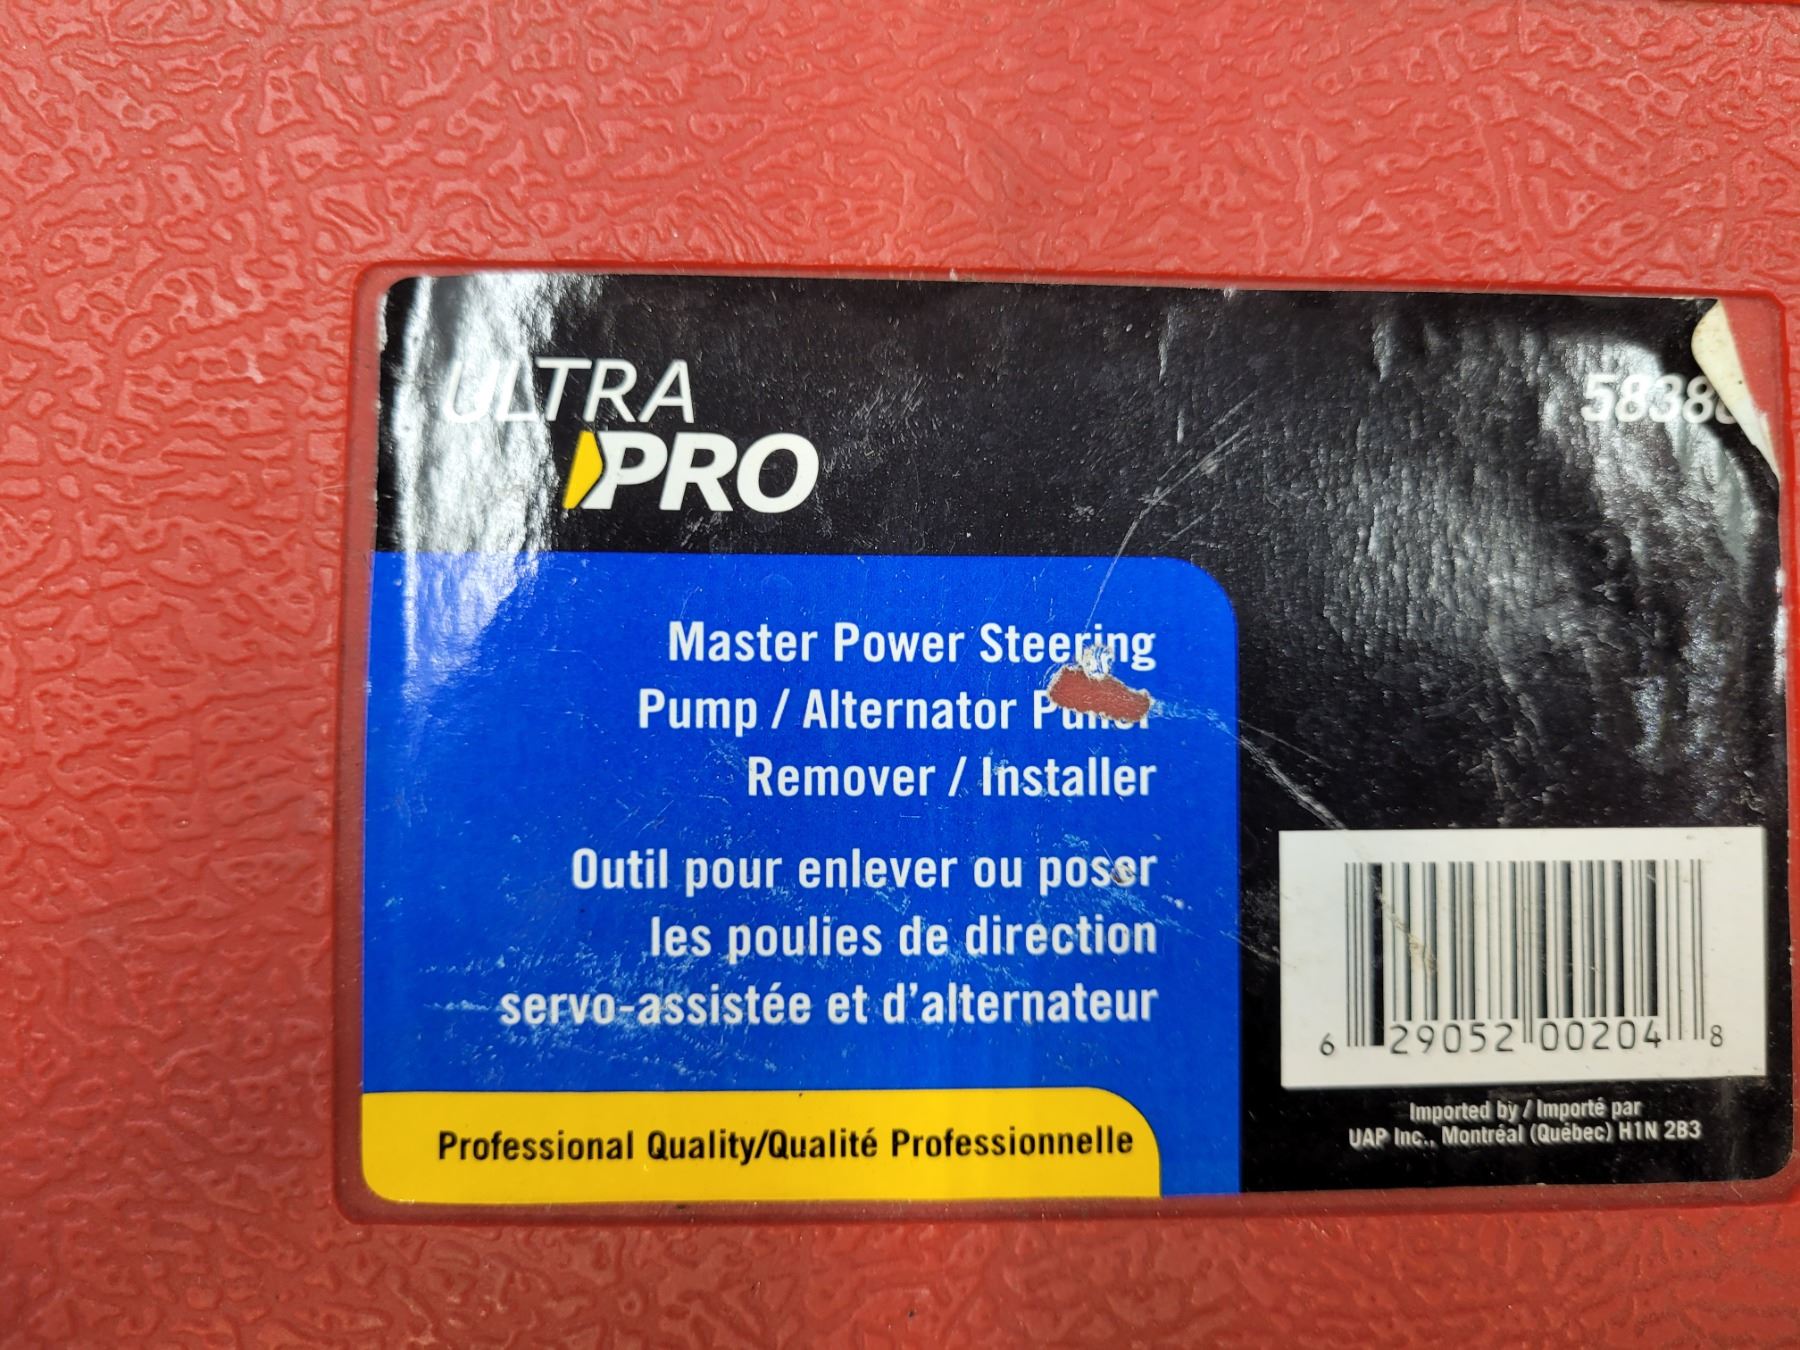 ULTRA
PRO
Master Power Steering
Pump / Alternator
Remover / Installer
Outil pour enlever ou poser
les poulies de direction
servo-assistée et d'alternateur
Professional Quality/Qualité Professionnelle
6 29052 00204 8
Imported by / Importé par
UAP Inc., Montréal (Québec) H1N 2B3